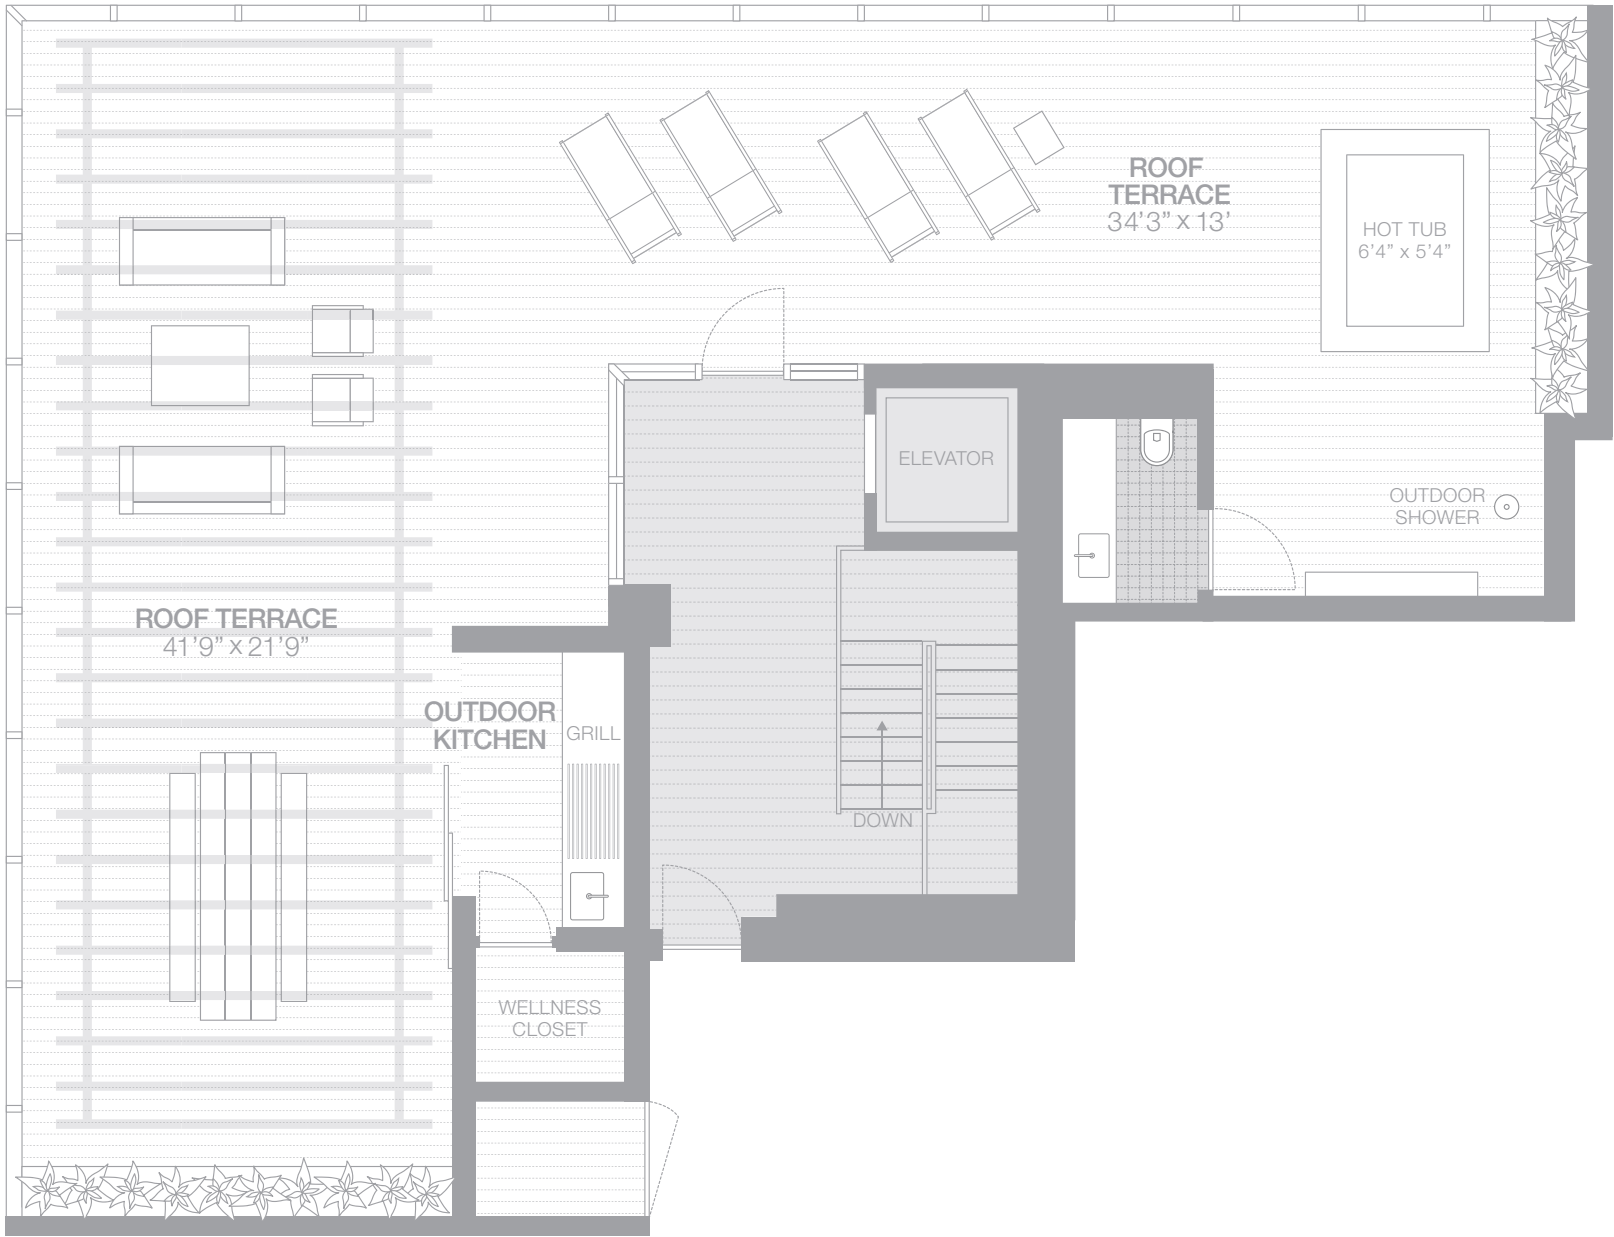 ROOF
TERRACE
34’3” x 13’
HOT TUB
6’4” x 5’4”
ELEVATOR
OUTDOOR
SHOWER
ROOF TERRACE
41’9” x 21’9”
OUTDOOR
KITCHEN
GRILL
DOWN
WELLNESS
CLOSET